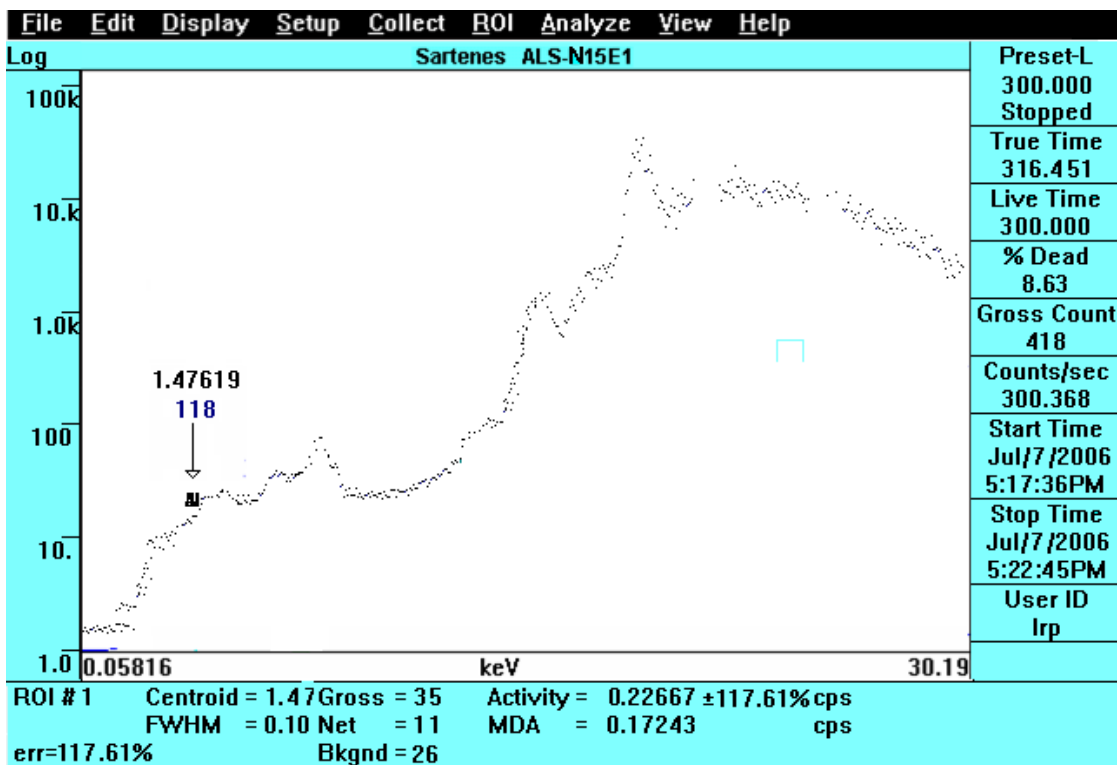 File Edit Display Setup Collect ROI Analyze View Help
Log
Sartenes ALS-N15E1
100k
10.k
1.0k
100
10.
1.0
1.47619
118
Al
0.05816 keV 30.19
Preset-L
300.000
Stopped
True Time
316.451
Live Time
300.000
% Dead
8.63
Gross Count
418
Counts/sec
300.368
Start Time
Jul/7/2006
5:17:36PM
Stop Time
Jul/7/2006
5:22:45PM
User ID
lrp
ROI # 1 Centroid = 1.47 Gross = 35 Activity = 0.22667 ±117.61% cps
FWHM = 0.10 Net = 11 MDA = 0.17243 cps
err=117.61% Bkgnd = 26